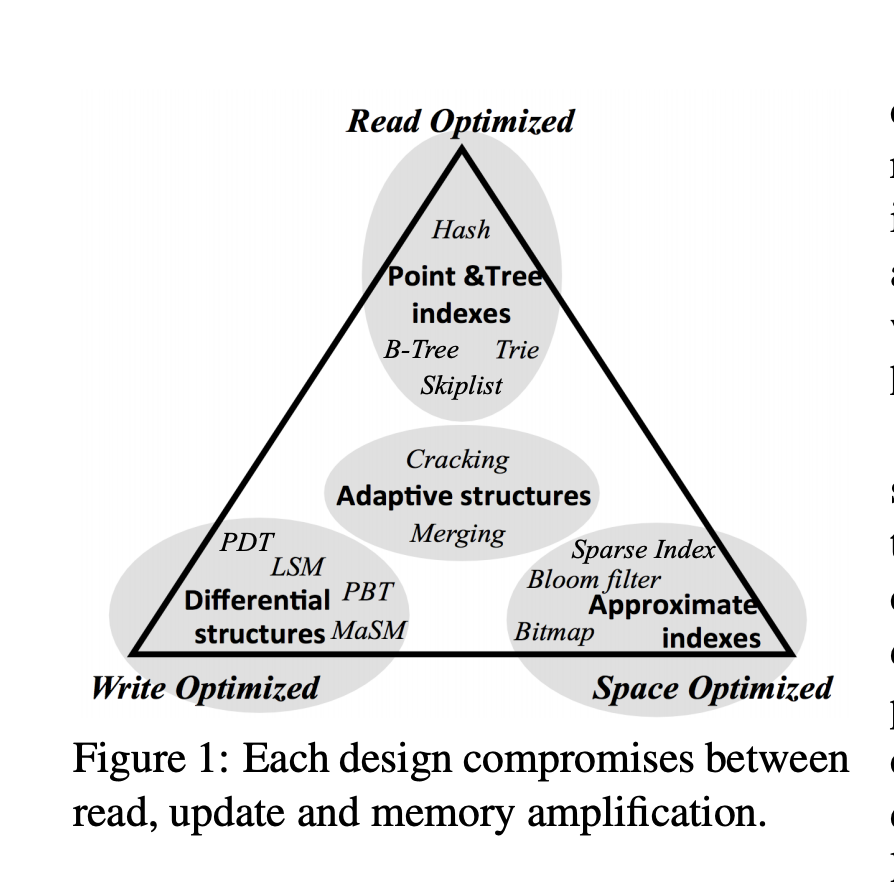 Read Optimized
Hash
Point &Tree
indexes
B-Tree Trie
Skiplist
Cracking
Adaptive structures
Merging
PDT
LSM
PBT
Differential
structures MaSM
Sparse Index
Bloom filter
Approximate
Bitmap indexes
Write Optimized
Space Optimized
Figure 1: Each design compromises between
read, update and memory amplification.